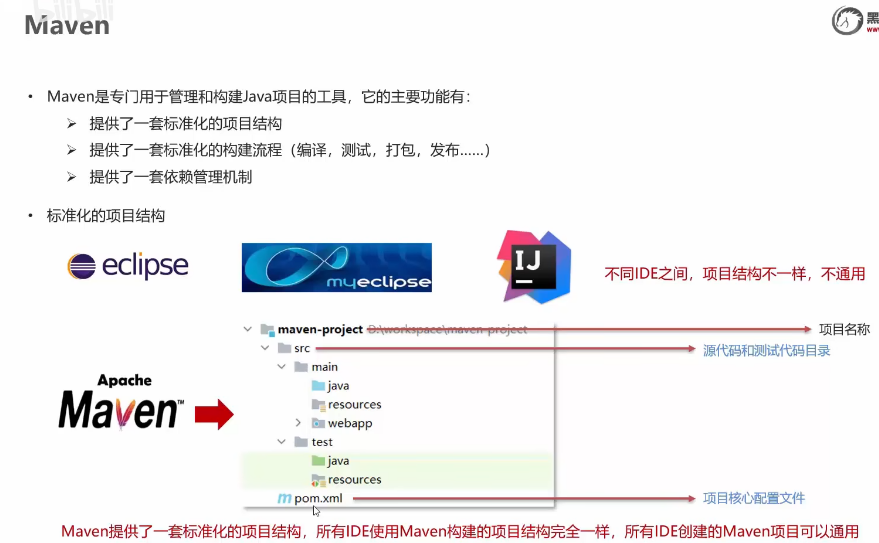 bilibili
Maven
黑
www
• Maven是专门用于管理和构建Java项目的工具，它的主要功能有：
➢ 提供了一套标准化的项目结构
➢ 提供了一套标准化的构建流程（编译，测试，打包，发布……）
➢ 提供了一套依赖管理机制
• 标准化的项目结构
eclipse
myeclipse
IJ
不同IDE之间，项目结构不一样，不通用
maven-project D:\workspace\maven-project
项目名称
src
源代码和测试代码目录
main
java
resources
webapp
test
java
resources
m pom.xml
项目核心配置文件
Apache
Maven™
Maven提供了一套标准化的项目结构，所有IDE使用Maven构建的项目结构完全一样，所有IDE创建的Maven项目可以通用